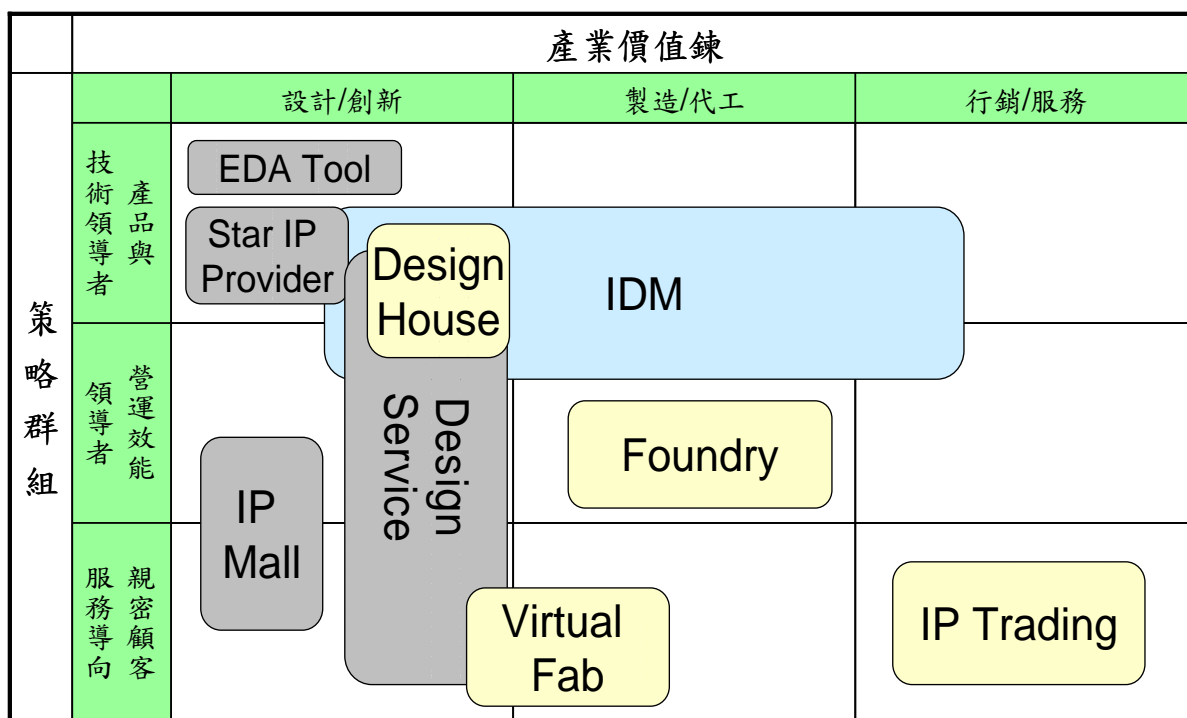 產業價值鍊
設計/創新
製造/代工
行銷/服務
策略群組
產品與
技術領導者
營運效能
領導者
親密顧客
服務導向
EDA Tool
Star IP
Provider
Design
House
IDM
Design
Service
Foundry
IP
Mall
Virtual
Fab
IP Trading